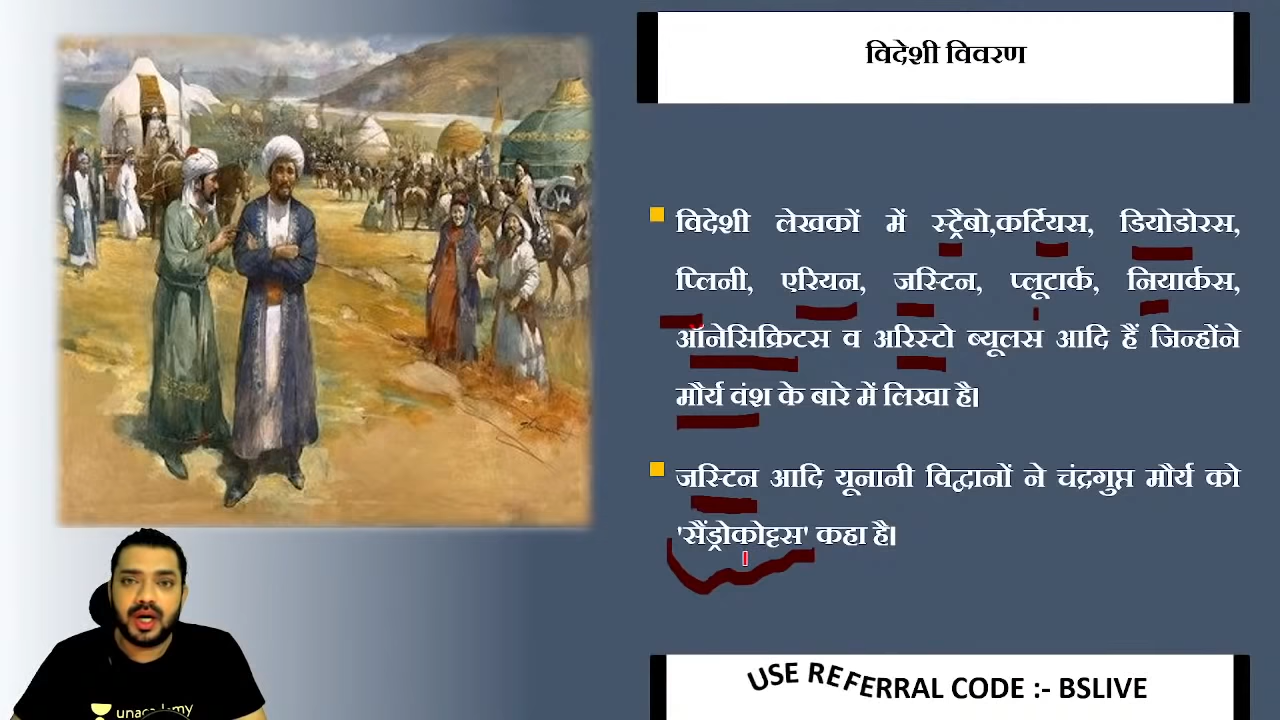 विदेशी विवरण
विदेशी लेखकों में स्ट्रैबो,कर्टियस, डियोडोरस,
प्लिनी, एरियन, जस्टिन, प्लूटार्क, नियार्कस,
ऑनेसिक्रिटस व अरिस्टो ब्यूलस आदि हैं जिन्होंने
मौर्य वंश के बारे में लिखा है।
जस्टिन आदि यूनानी विद्वानों ने चंद्रगुप्त मौर्य को
'सैंड्रोकोट्टस' कहा है।
unacademy
USE REFERRAL CODE :- BSLIVE